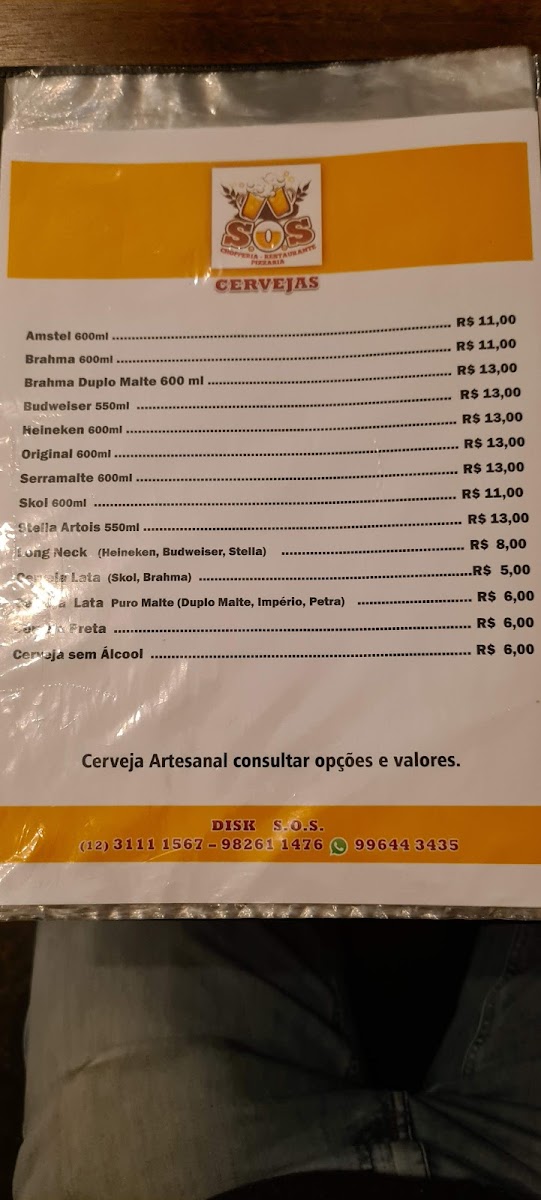 S.O.S
CHOPPERIA - RESTAURANTE
PIZZARIA
CERVEJAS
Amstel 600ml R$ 11,00
Brahma 600ml R$ 11,00
Brahma Duplo Malte 600 ml R$ 13,00
Budweiser 550ml R$ 13,00
Heineken 600ml R$ 13,00
Original 600ml R$ 13,00
Serramalte 600ml R$ 13,00
Skol 600ml R$ 11,00
Stella Artois 550ml R$ 13,00
Long Neck (Heineken, Budweiser, Stella) R$ 8,00
Cerveja Lata (Skol, Brahma) R$ 5,00
Lata Puro Malte (Duplo Malte, Império, Petra) R$ 6,00
Preta R$ 6,00
Cerveja sem Álcool R$ 6,00
Cerveja Artesanal consultar opções e valores.
DISK S.O.S.
(12) 3111 1567 - 98261 1476 99644 3435